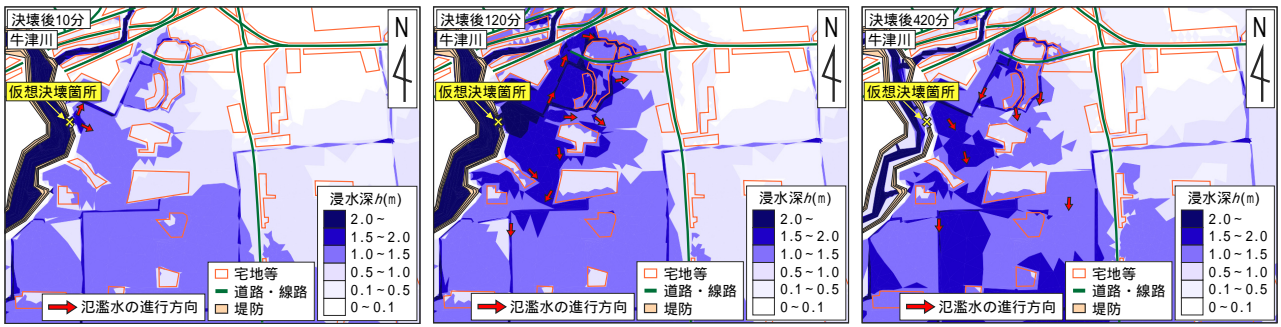 決壊後10分
牛津川
N
仮想決壊箇所
浸水深h(m)
2.0~
1.5~2.0
1.0~1.5
0.5~1.0
0.1~0.5
0~0.1
宅地等
道路・線路
堤防
氾濫水の進行方向
決壊後120分
牛津川
N
仮想決壊箇所
浸水深h(m)
2.0~
1.5~2.0
1.0~1.5
0.5~1.0
0.1~0.5
0~0.1
宅地等
道路・線路
堤防
氾濫水の進行方向
決壊後420分
牛津川
N
仮想決壊箇所
浸水深h(m)
2.0~
1.5~2.0
1.0~1.5
0.5~1.0
0.1~0.5
0~0.1
宅地等
道路・線路
堤防
氾濫水の進行方向